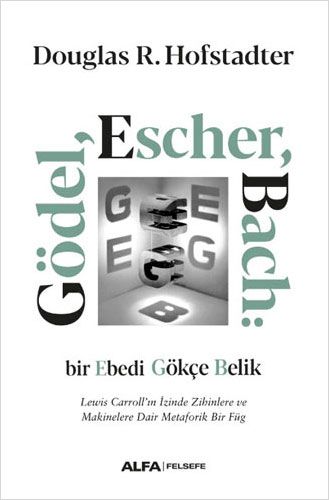 Douglas R. Hofstadter
Gödel,
Escher,
Bach:
G E
E G
G E
E G
B
bir Ebedi Gökçe Belik
Lewis Carroll'ın İzinde Zihinlere ve
Makinelere Dair Metaforik Bir Füg
ALFA | FELSEFE